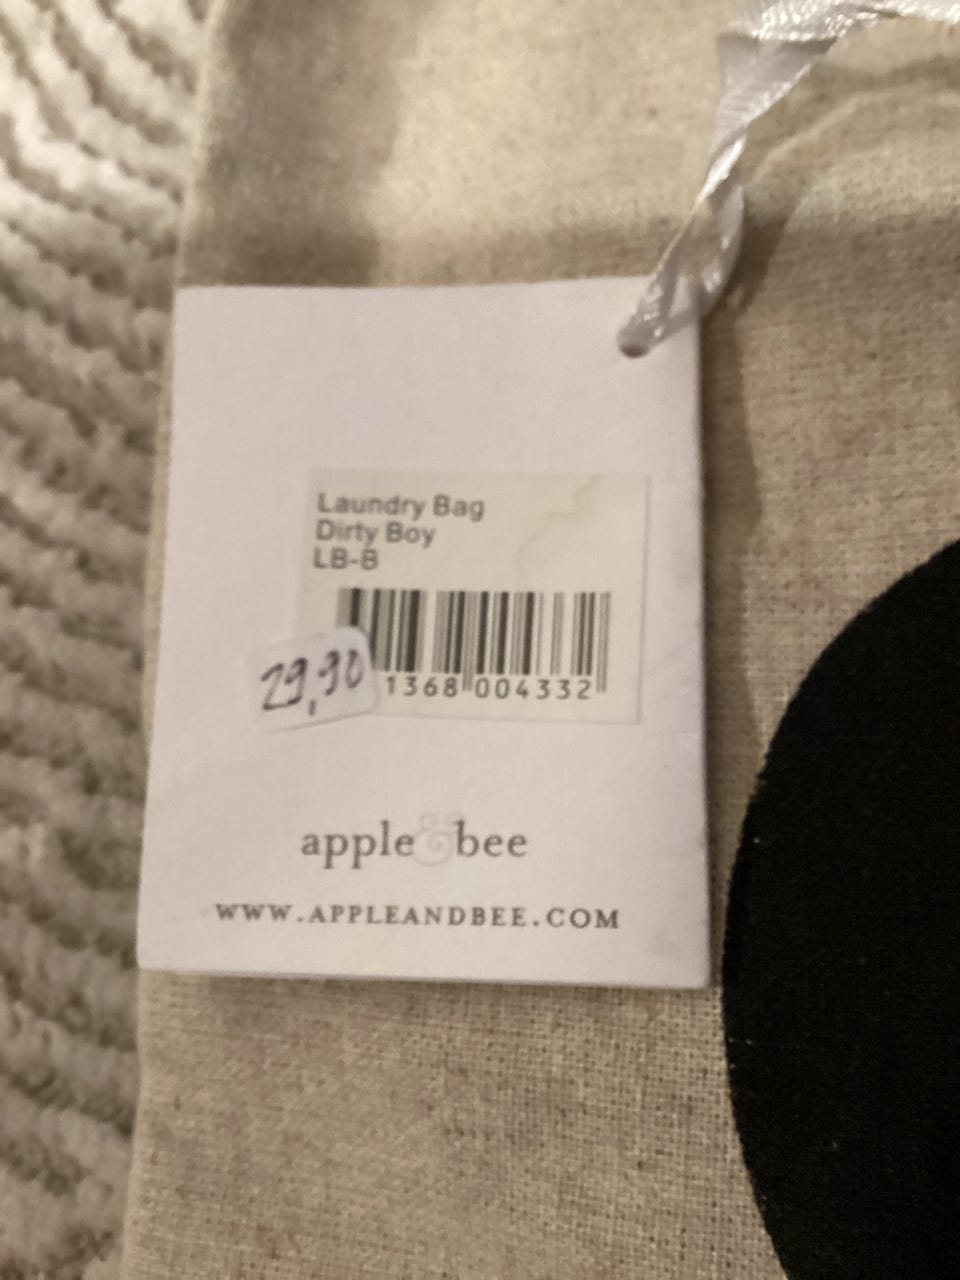 Laundry Bag
Dirty Boy
LB-B
29,90
1368 004332
apple&bee
WWW.APPLEANDBEE.COM